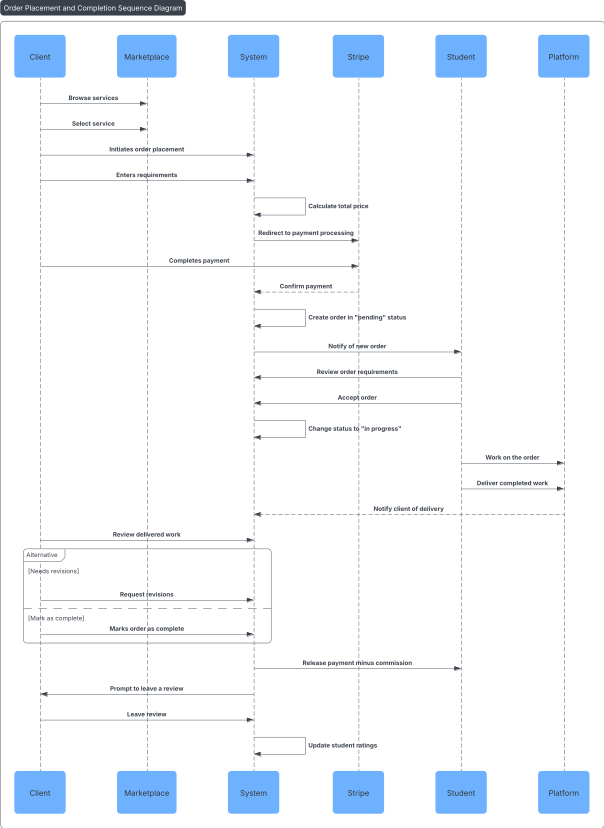 Order Placement and Completion Sequence Diagram
Client Marketplace System Stripe Student Platform
Browse services
Select service
Initiates order placement
Enters requirements
Calculate total price
Redirect to payment processing
Completes payment
Confirm payment
Create order in "pending" status
Notify of new order
Review order requirements
Accept order
Change status to "in progress"
Work on the order
Deliver completed work
Notify client of delivery
Review delivered work
Alternative
[Needs revisions]
Request revisions
[Mark as complete]
Marks order as complete
Release payment minus commission
Prompt to leave a review
Leave review
Update student ratings
Client Marketplace System Stripe Student Platform